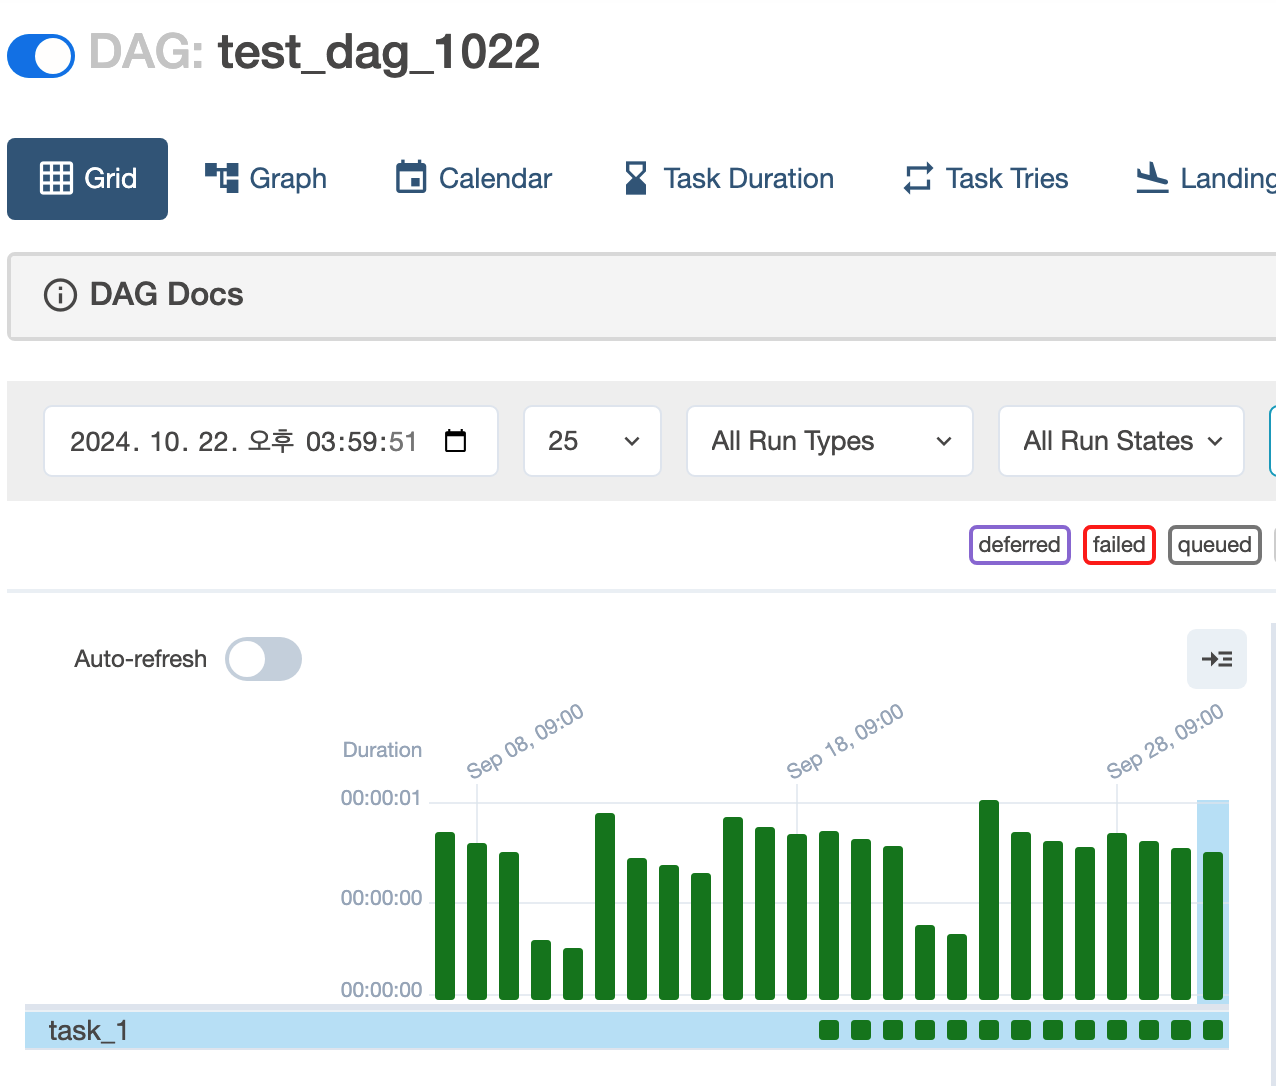 DAG: test_dag_1022
Grid Graph Calendar Task Duration Task Tries Landing
DAG Docs
2024. 10. 22. 오후 03:59:51 25 All Run Types All Run States
deferred failed queued
Auto-refresh
Duration Sep 08, 09:00 Sep 18, 09:00 Sep 28, 09:00
00:00:01
00:00:00
00:00:00
task_1